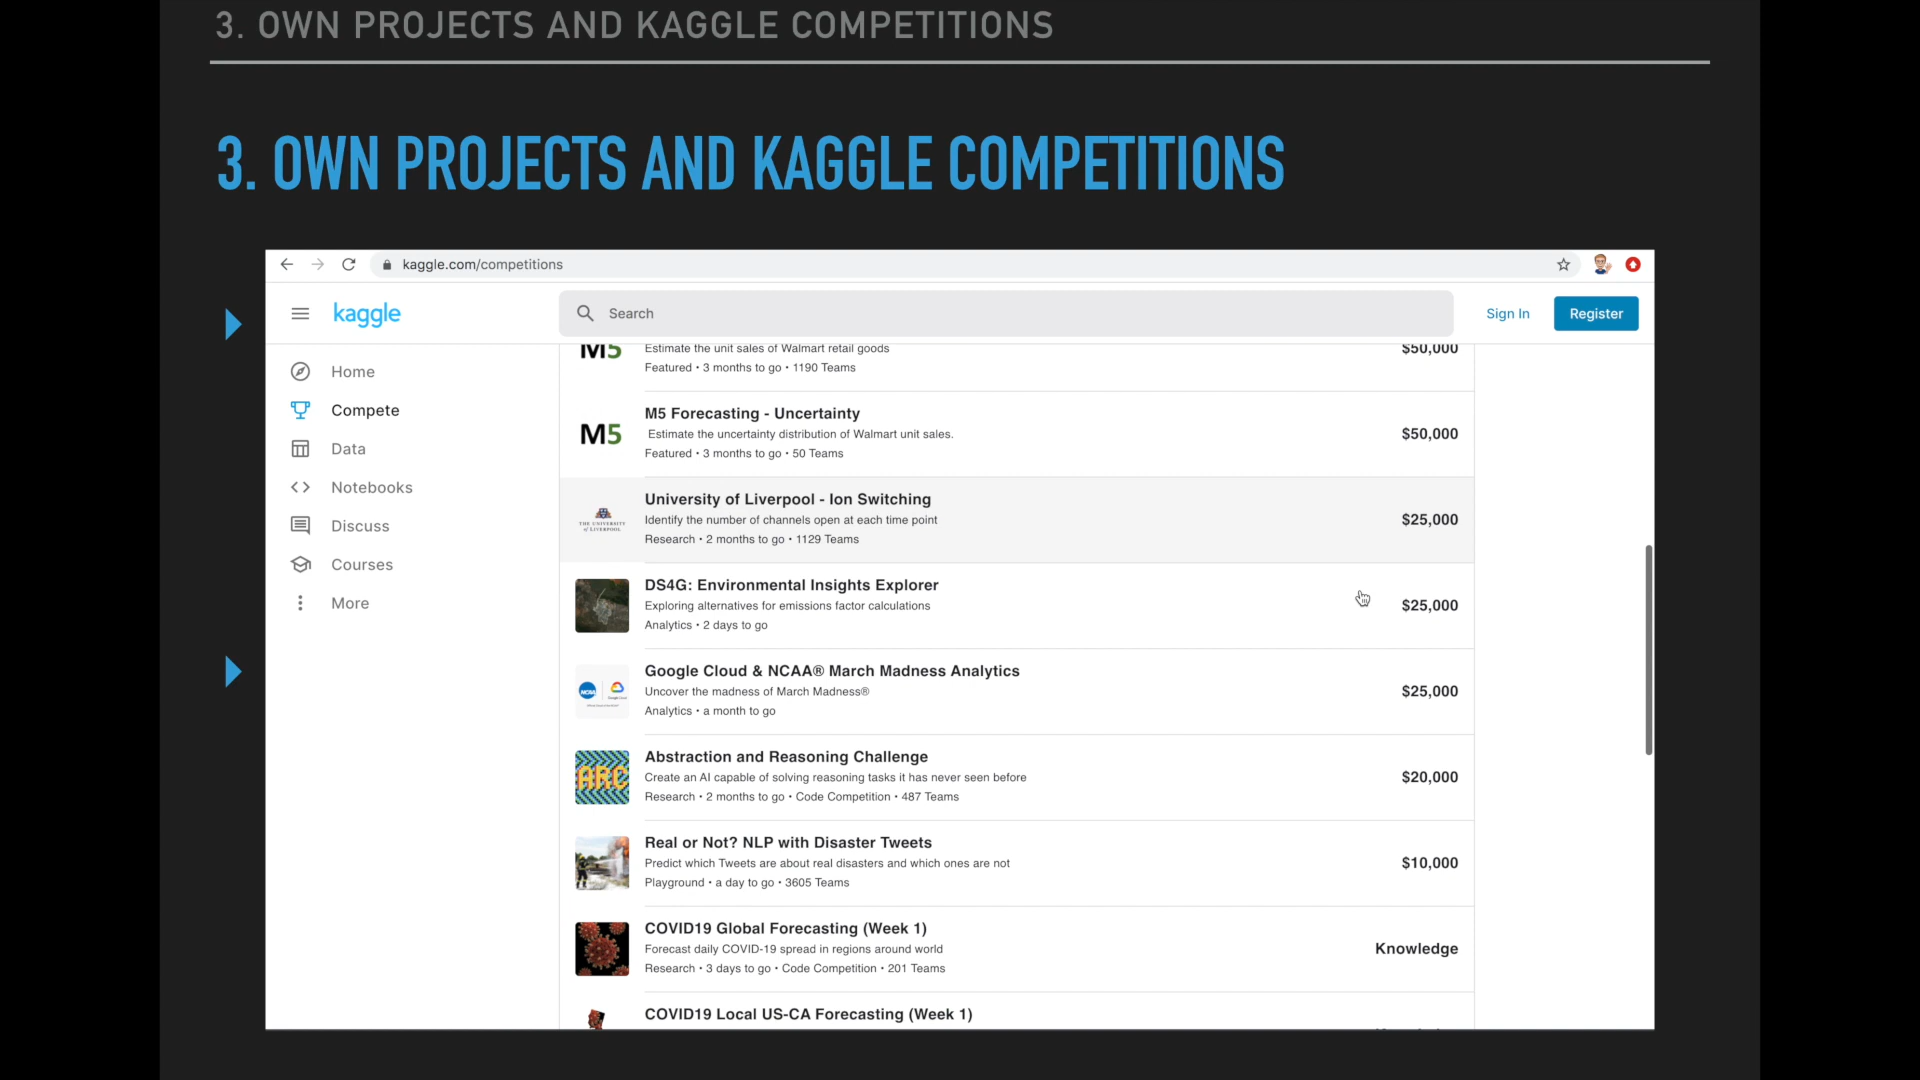 3. OWN PROJECTS AND KAGGLE COMPETITIONS
3. OWN PROJECTS AND KAGGLE COMPETITIONS
kaggle.com/competitions
kaggle
Search
Sign In
Register
Home
Compete
Data
Notebooks
Discuss
Courses
More
M5
Estimate the unit sales of Walmart retail goods
$50,000
Featured • 3 months to go • 1190 Teams
M5 Forecasting - Uncertainty
M5
Estimate the uncertainty distribution of Walmart unit sales.
$50,000
Featured • 3 months to go • 50 Teams
University of Liverpool - Ion Switching
THE UNIVERSITY
of LIVERPOOL
Identify the number of channels open at each time point
$25,000
Research • 2 months to go • 1129 Teams
DS4G: Environmental Insights Explorer
Exploring alternatives for emissions factor calculations
$25,000
Analytics • 2 days to go
Google Cloud & NCAA® March Madness Analytics
NCAA
Google Cloud
Uncover the madness of March Madness®
$25,000
Analytics • a month to go
Abstraction and Reasoning Challenge
ARC
Create an AI capable of solving reasoning tasks it has never seen before
$20,000
Research • 2 months to go • Code Competition • 487 Teams
Real or Not? NLP with Disaster Tweets
Predict which Tweets are about real disasters and which ones are not
$10,000
Playground • a day to go • 3605 Teams
COVID19 Global Forecasting (Week 1)
Forecast daily COVID-19 spread in regions around world
Knowledge
Research • 3 days to go • Code Competition • 201 Teams
COVID19 Local US-CA Forecasting (Week 1)